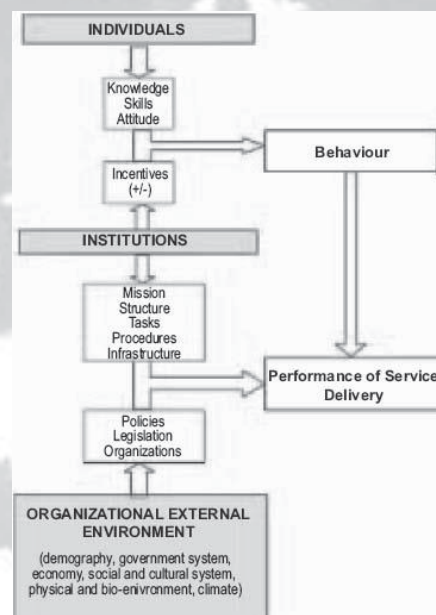 INDIVIDUALS
Knowledge
Skills
Attitude
Behaviour
Incentives
(+/-)
INSTITUTIONS
Mission
Structure
Tasks
Procedures
Infrastructure
Performance of Service
Delivery
Policies
Legislation
Organizations
ORGANIZATIONAL EXTERNAL
ENVIRONMENT
(demography, government system,
economy, social and cultural system,
physical and bio-enivronment, climate)